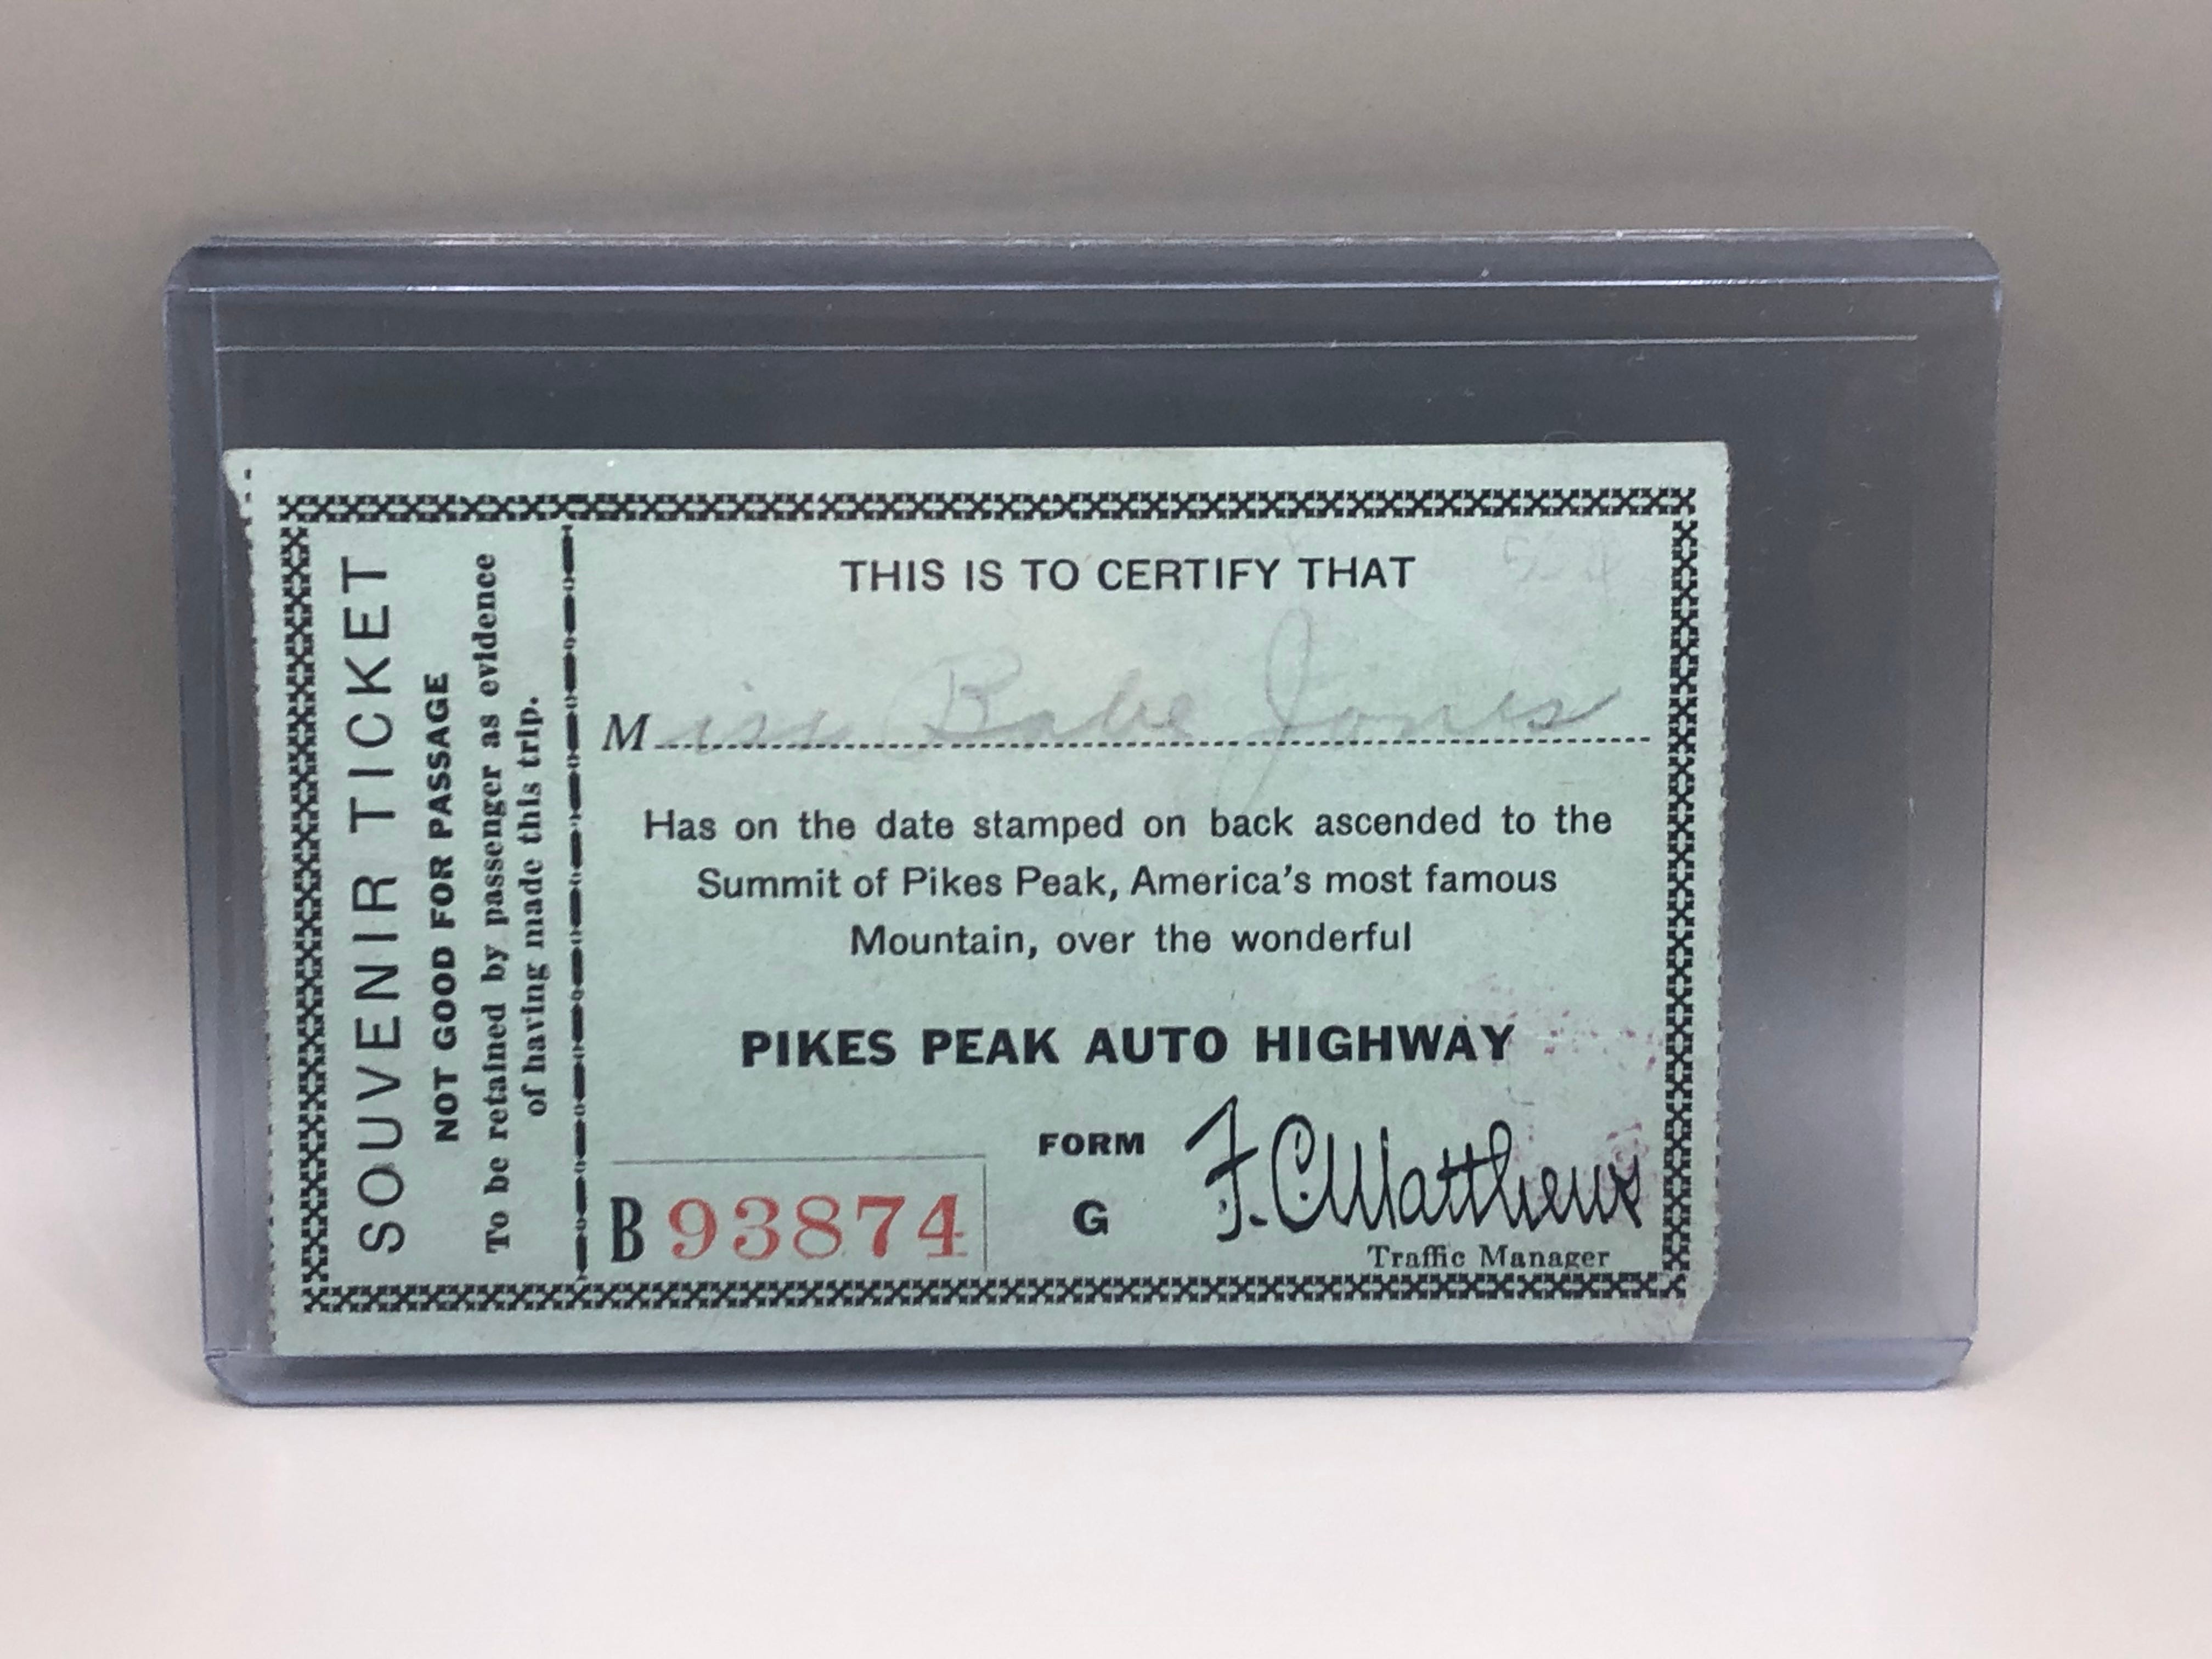 SOUVENIR TICKET
NOT GOOD FOR PASSAGE
To be retained by passenger as evidence
of having made this trip.
THIS IS TO CERTIFY THAT
Miss Babe Jones
Has on the date stamped on back ascended to the
Summit of Pikes Peak, America's most famous
Mountain, over the wonderful
PIKES PEAK AUTO HIGHWAY
FORM
G
B 93874
F. C. Matthews
Traffic Manager